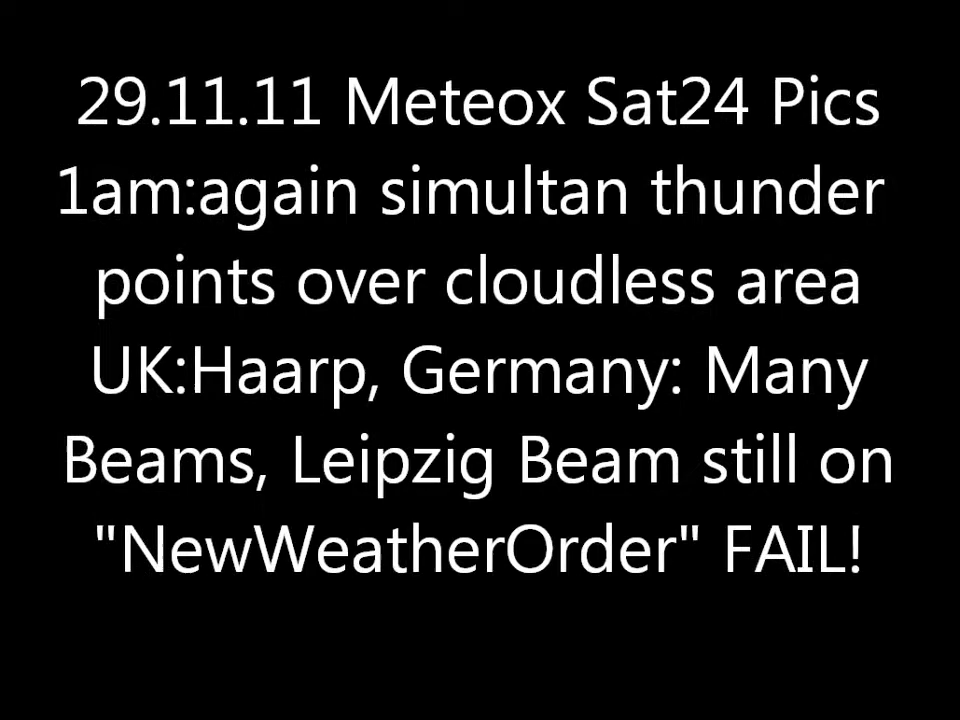 29.11.11 Meteox Sat24 Pics
1am:again simultan thunder
points over cloudless area
UK:Haarp, Germany: Many
Beams, Leipzig Beam still on
"NewWeatherOrder" FAIL!